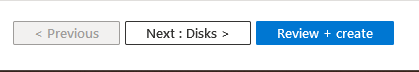 < Previous
Next : Disks >
Review + create